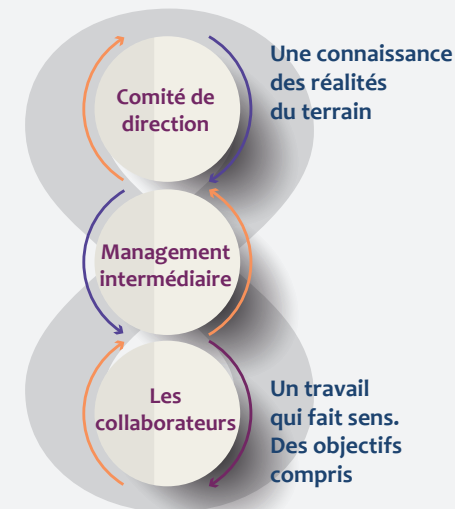 Une connaissance
des réalités
du terrain
Comité de
direction
Management
intermédiaire
Les
collaborateurs
Un travail
qui fait sens.
Des objectifs
compris